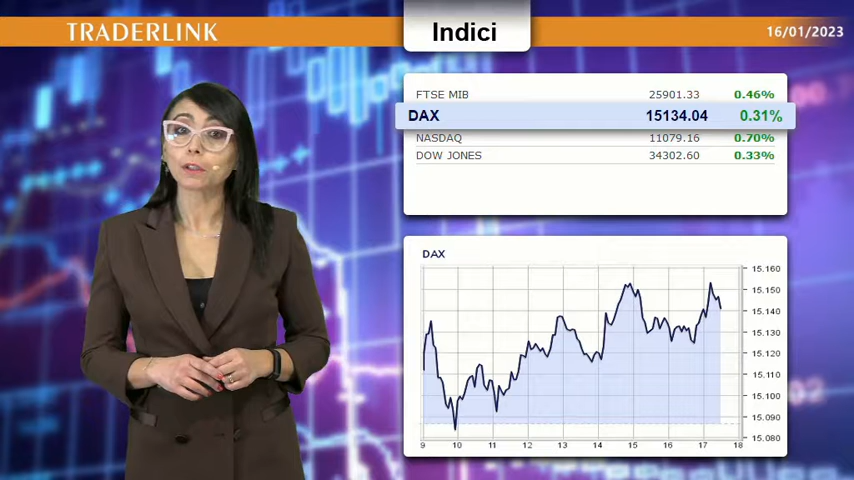 TRADERLINK
Indici
16/01/2023
FTSE MIB 25901.33 0.46%
DAX 15134.04 0.31%
NASDAQ 11079.16 0.70%
DOW JONES 34302.60 0.33%
DAX
15.160
15.150
15.140
15.130
15.120
15.110
15.100
15.090
15.080
9 10 11 12 13 14 15 16 17 18